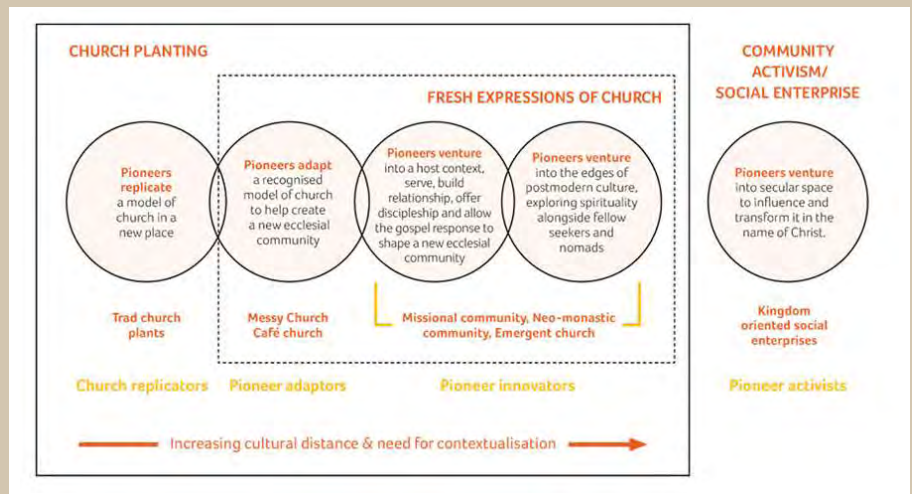 CHURCH PLANTING
COMMUNITY
ACTIVISM/
SOCIAL ENTERPRISE
FRESH EXPRESSIONS OF CHURCH
Pioneers
replicate
a model of
church in a
new place
Pioneers adapt
a recognised
model of church
to help create
a new ecclesial
community
Pioneers venture
into a host context,
serve, build
relationship, offer
discipleship and allow
the gospel response to
shape a new ecclesial
community
Pioneers venture
into the edges of
postmodern culture,
exploring spirituality
alongside fellow
seekers and
nomads
Pioneers venture
into secular space
to influence and
transform it in the
name of Christ.
Trad church
plants
Messy Church
Café church
Missional community, Neo-monastic
community, Emergent church
Kingdom
oriented social
enterprises
Church replicators
Pioneer adaptors
Pioneer innovators
Pioneer activists
Increasing cultural distance & need for contextualisation